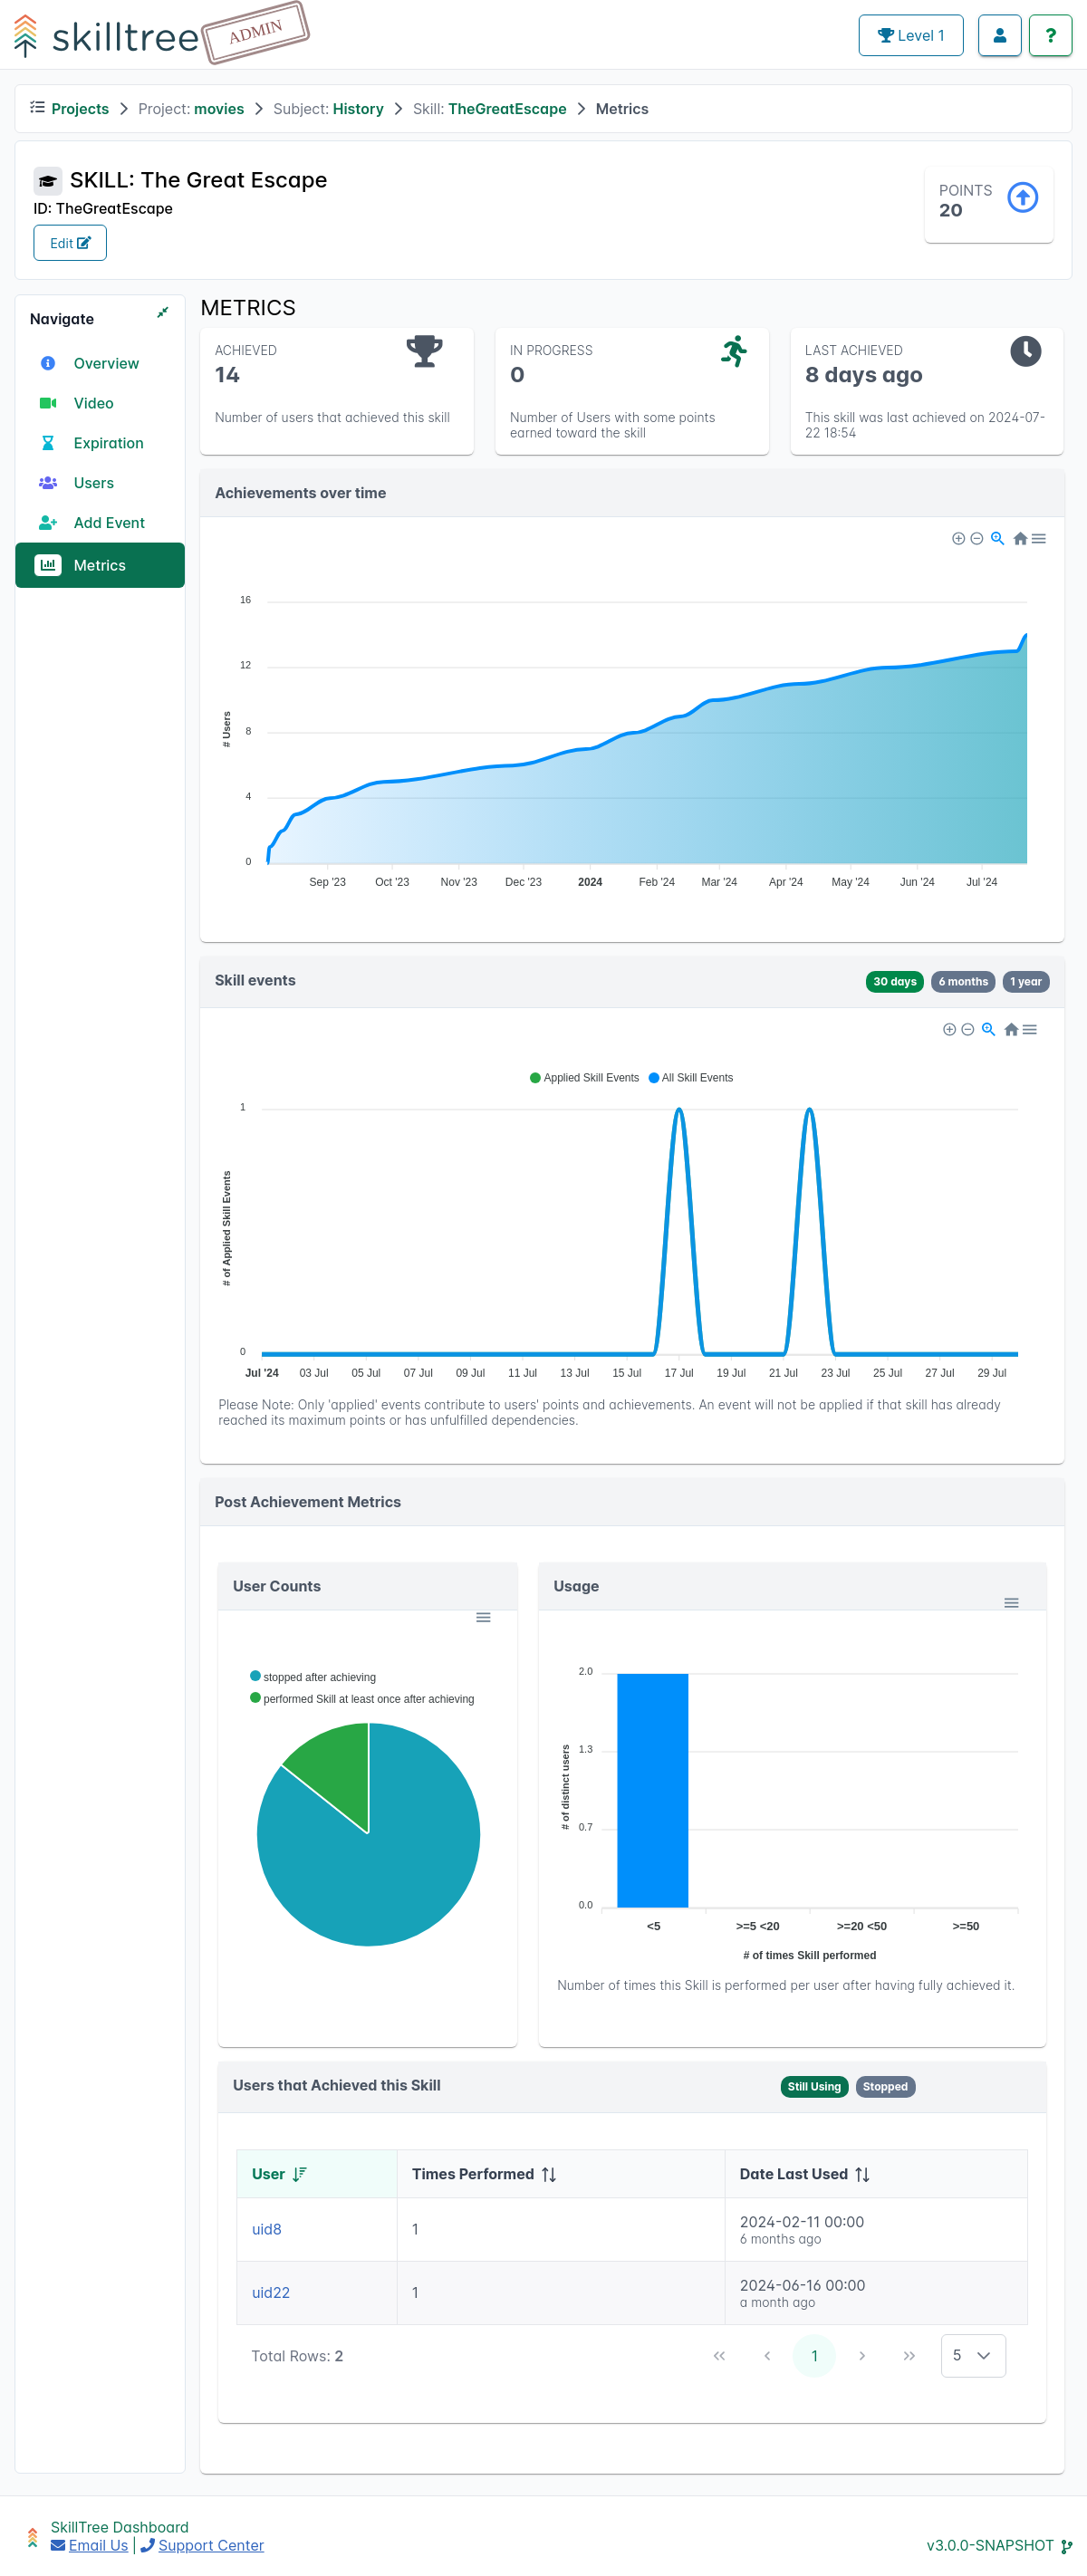 skilltree
ADMIN
Level 1
?
Projects > Project: movies > Subject: History > Skill: TheGreatEscape > Metrics
SKILL: The Great Escape
ID: TheGreatEscape
Edit
POINTS
20
Navigate
Overview
Video
Expiration
Users
Add Event
Metrics
METRICS
ACHIEVED
14
Number of users that achieved this skill
IN PROGRESS
0
Number of Users with some points
earned toward the skill
LAST ACHIEVED
8 days ago
This skill was last achieved on 2024-07-
22 18:54
Achievements over time
16
12
8
4
0
# Users
Sep '23 Oct '23 Nov '23 Dec '23 2024 Feb '24 Mar '24 Apr '24 May '24 Jun '24 Jul '24
Skill events
30 days 6 months 1 year
Applied Skill Events All Skill Events
1
0
# of Applied Skill Events
Jul '24 03 Jul 05 Jul 07 Jul 09 Jul 11 Jul 13 Jul 15 Jul 17 Jul 19 Jul 21 Jul 23 Jul 25 Jul 27 Jul 29 Jul
Please Note: Only 'applied' events contribute to users' points and achievements. An event will not be applied if that skill has already
reached its maximum points or has unfulfilled dependencies.
Post Achievement Metrics
User Counts
stopped after achieving
performed Skill at least once after achieving
Usage
2.0
1.3
0.7
0.0
# of distinct users
<5 >=5 <20 >=20 <50 >=50
# of times Skill performed
Number of times this Skill is performed per user after having fully achieved it.
Users that Achieved this Skill
Still Using Stopped
User Times Performed Date Last Used
uid8 1 2024-02-11 00:00
6 months ago
uid22 1 2024-06-16 00:00
a month ago
Total Rows: 2
1
5
SkillTree Dashboard
Email Us | Support Center
v3.0.0-SNAPSHOT